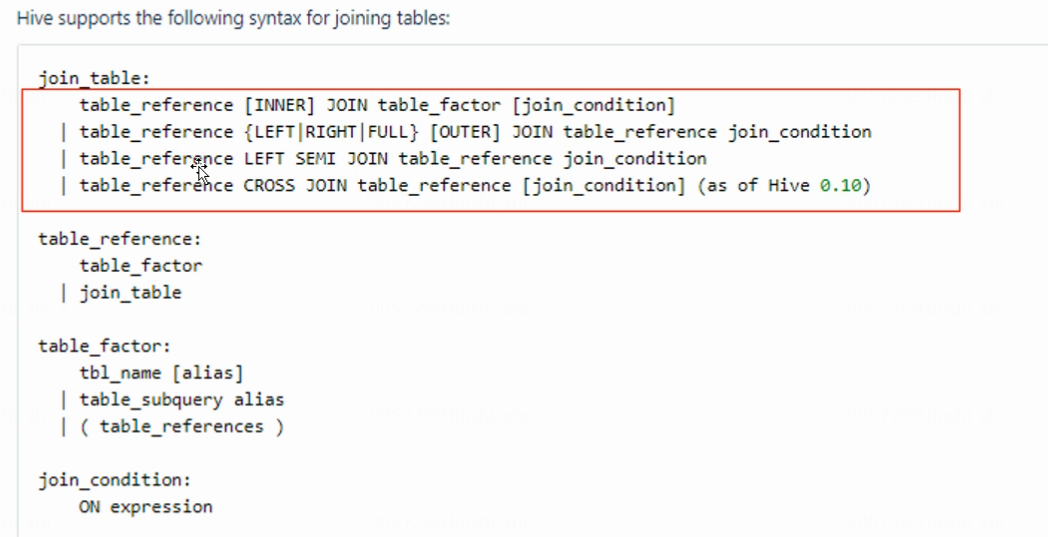 Hive supports the following syntax for joining tables:
join_table:
table_reference [INNER] JOIN table_factor [join_condition]
| table_reference {LEFT|RIGHT|FULL} [OUTER] JOIN table_reference join_condition
| table_reference LEFT SEMI JOIN table_reference join_condition
| table_reference CROSS JOIN table_reference [join_condition] (as of Hive 0.10)
table_reference:
table_factor
| join_table
table_factor:
tbl_name [alias]
| table_subquery alias
| ( table_references )
join_condition:
ON expression